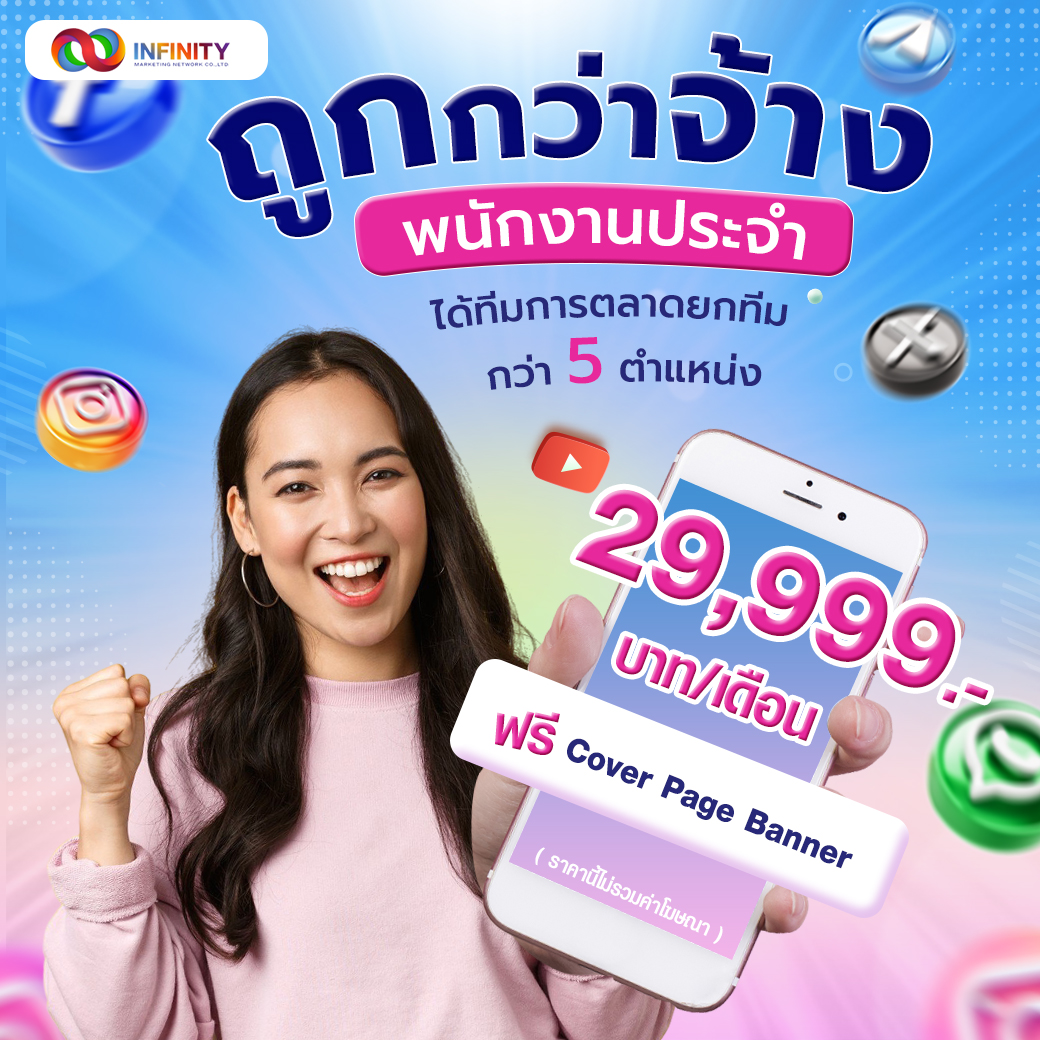 INFINITY
MARKETING NETWORK CO.,LTD
ถูกกว่าจ้าง
พนักงานประจำ
ได้ทีมการตลาดยกทีม
กว่า 5 ตำแหน่ง
29,999.-
บาท/เดือน
ฟรี Cover Page Banner
( ราคานี้ไม่รวมค่าโฆษณา )